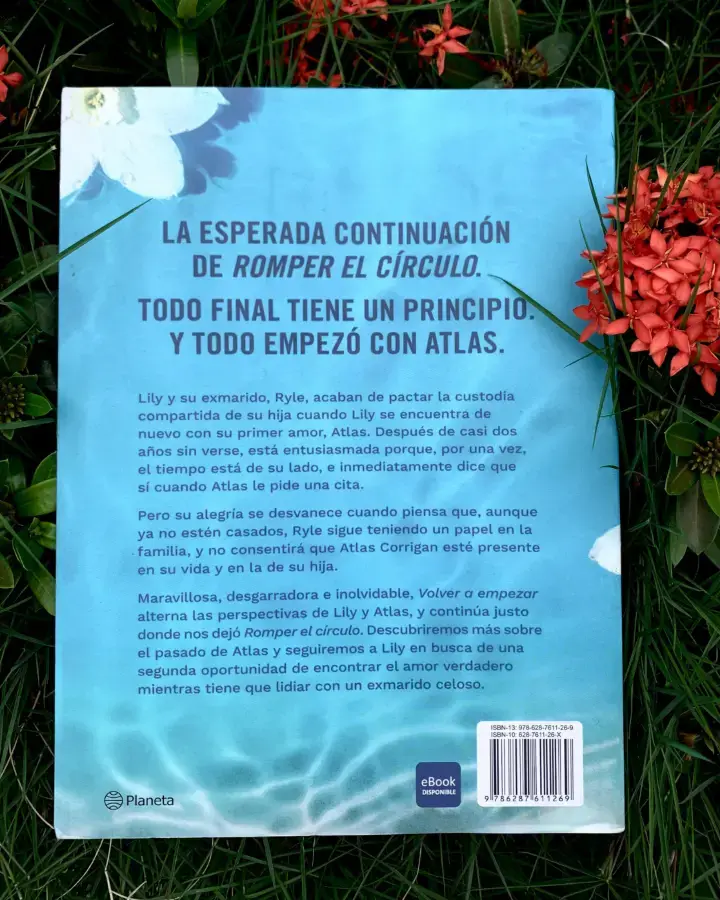 LA ESPERADA CONTINUACIÓN
DE ROMPER EL CÍRCULO.
TODO FINAL TIENE UN PRINCIPIO.
Y TODO EMPEZÓ CON ATLAS.
Lily y su exmarido, Ryle, acaban de pactar la custodia
compartida de su hija cuando Lily se encuentra de
nuevo con su primer amor, Atlas. Después de casi dos
años sin verse, está entusiasmada porque, por una vez,
el tiempo está de su lado, e inmediatamente dice que
sí cuando Atlas le pide una cita.
Pero su alegría se desvanece cuando piensa que, aunque
ya no estén casados, Ryle sigue teniendo un papel en la
familia, y no consentirá que Atlas Corrigan esté presente
en su vida y en la de su hija.
Maravillosa, desgarradora e inolvidable, Volver a empezar
alterna las perspectivas de Lily y Atlas, y continúa justo
donde nos dejó Romper el círculo. Descubriremos más sobre
el pasado de Atlas y seguiremos a Lily en busca de una
segunda oportunidad de encontrar el amor verdadero
mientras tiene que lidiar con un exmarido celoso.
ISBN-13: 978-628-7611-26-9
ISBN-10: 628-7611-26-X
9 786287 611269
eBook
DISPONIBLE
Planeta